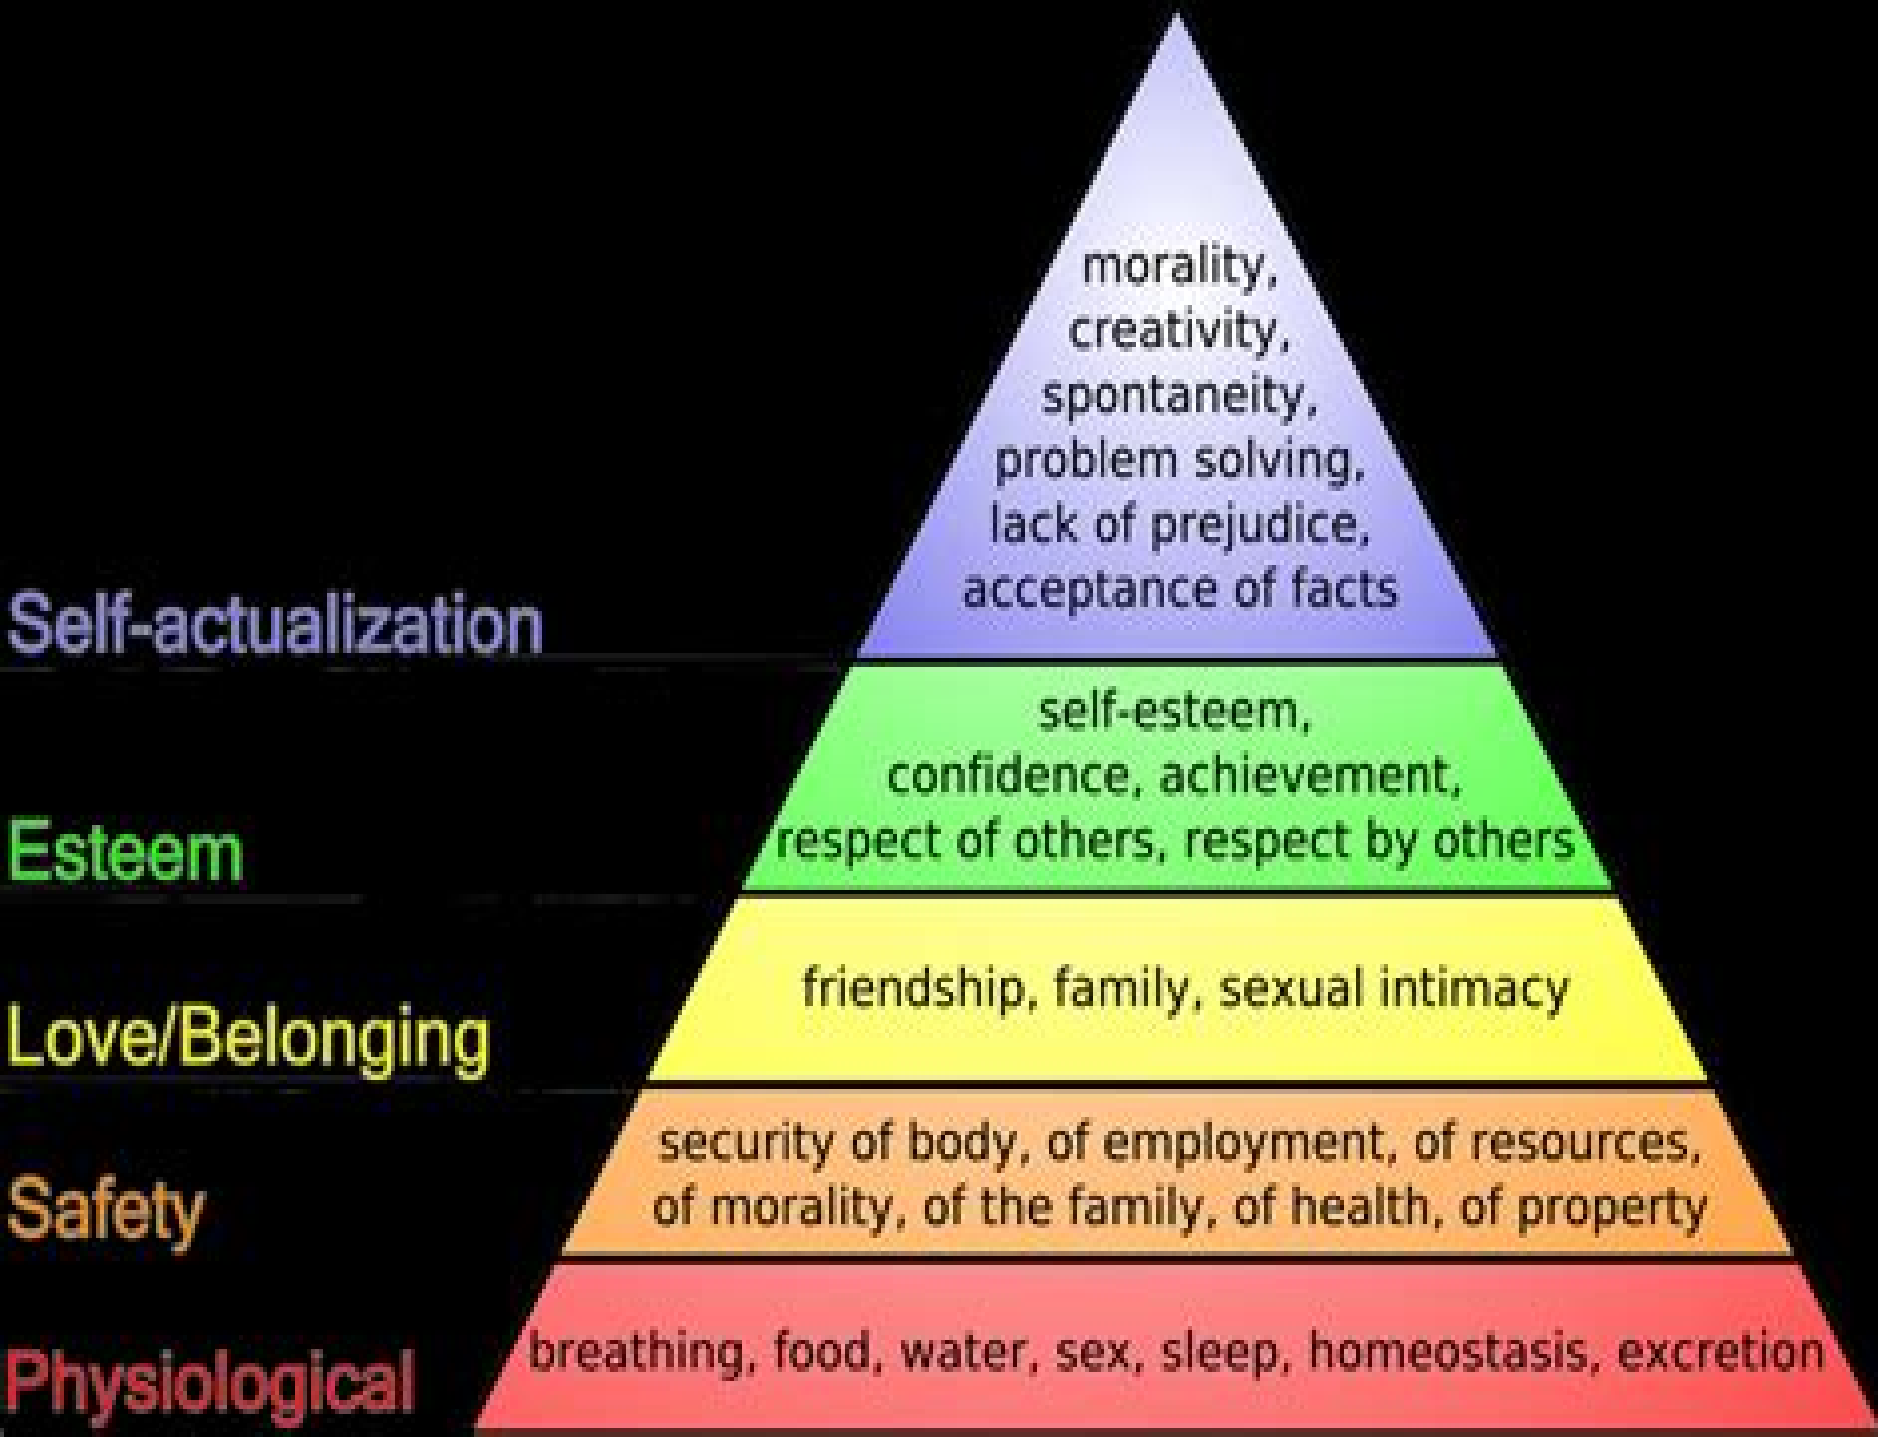 morality,
creativity,
spontaneity,
problem solving,
lack of prejudice,
acceptance of facts
Self-actualization
self-esteem,
confidence, achievement,
respect of others, respect by others
Esteem
friendship, family, sexual intimacy
Love/Belonging
security of body, of employment, of resources,
of morality, of the family, of health, of property
Safety
breathing, food, water, sex, sleep, homeostasis, excretion
Physiological